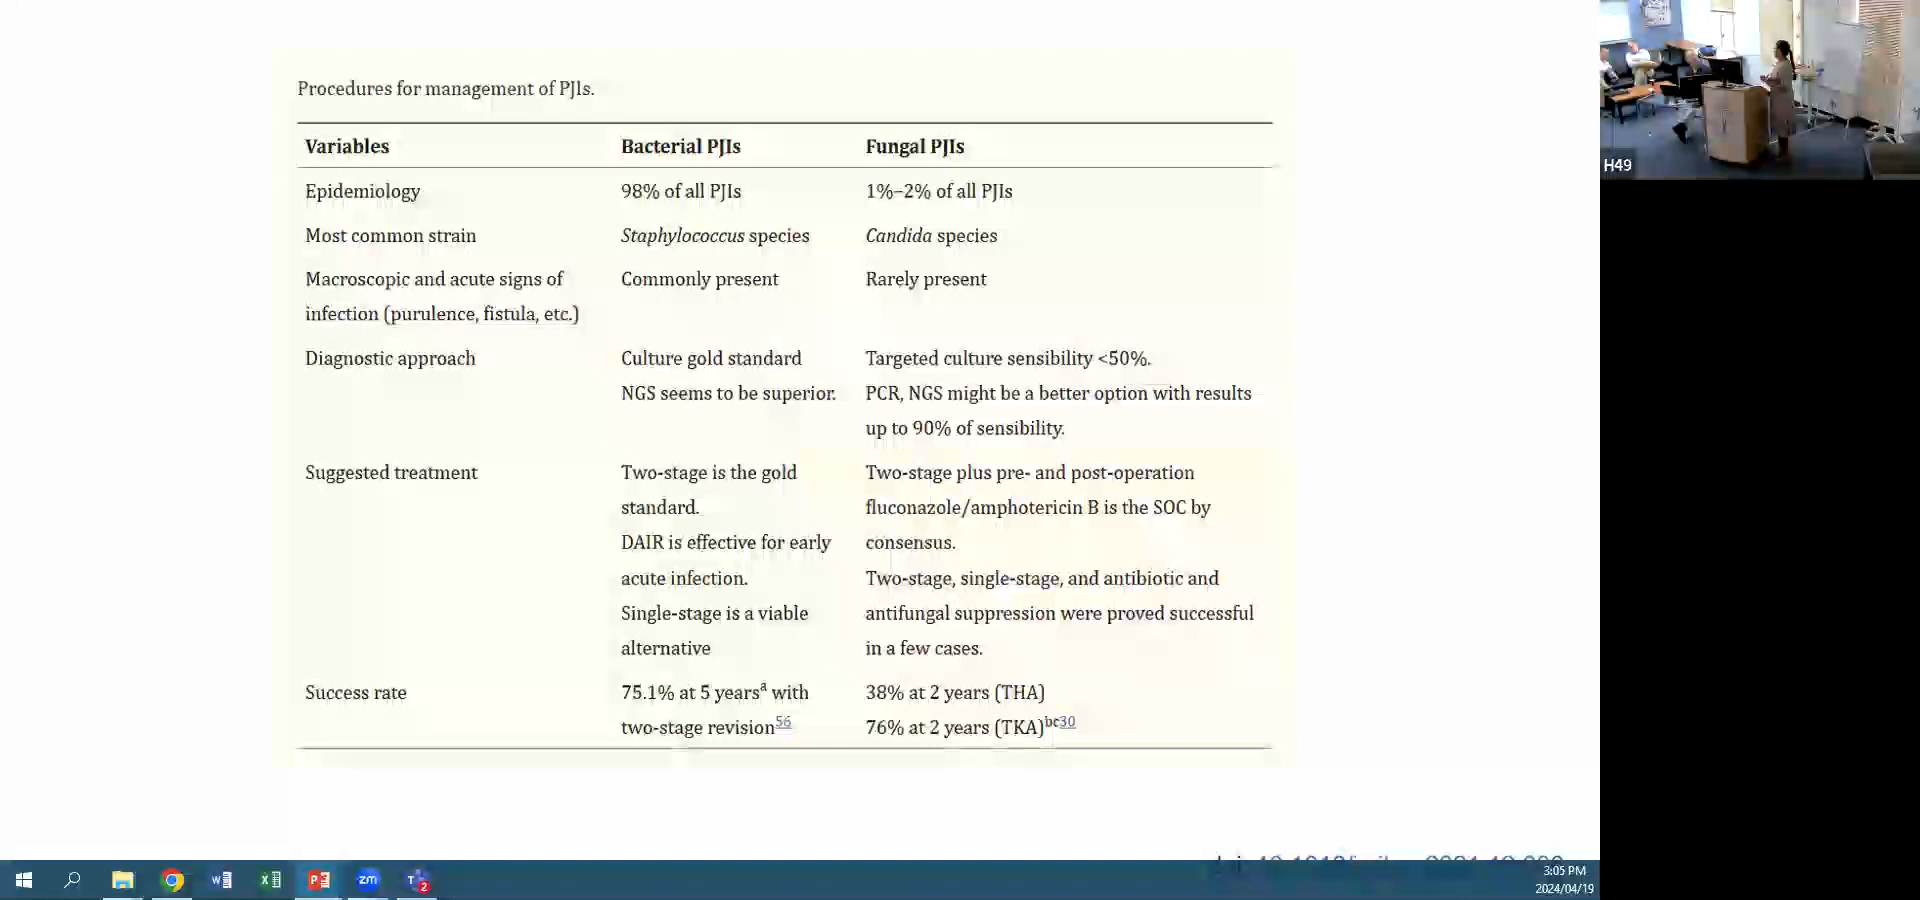 Procedures for management of PJIs.
Variables Bacterial PJIs Fungal PJIs
Epidemiology 98% of all PJIs 1%–2% of all PJIs
Most common strain Staphylococcus species Candida species
Macroscopic and acute signs of Commonly present Rarely present
infection (purulence, fistula, etc.)
Diagnostic approach Culture gold standard Targeted culture sensibility <50%.
NGS seems to be superior. PCR, NGS might be a better option with results
up to 90% of sensibility.
Suggested treatment Two-stage is the gold Two-stage plus pre- and post-operation
standard. fluconazole/amphotericin B is the SOC by
DAIR is effective for early consensus.
acute infection. Two-stage, single-stage, and antibiotic and
Single-stage is a viable antifungal suppression were proved successful
alternative in a few cases.
Success rate 75.1% at 5 yearsa with 38% at 2 years (THA)
two-stage revision56 76% at 2 years (TKA)bc30
H49
zm
2
3:05 PM
2024/04/19